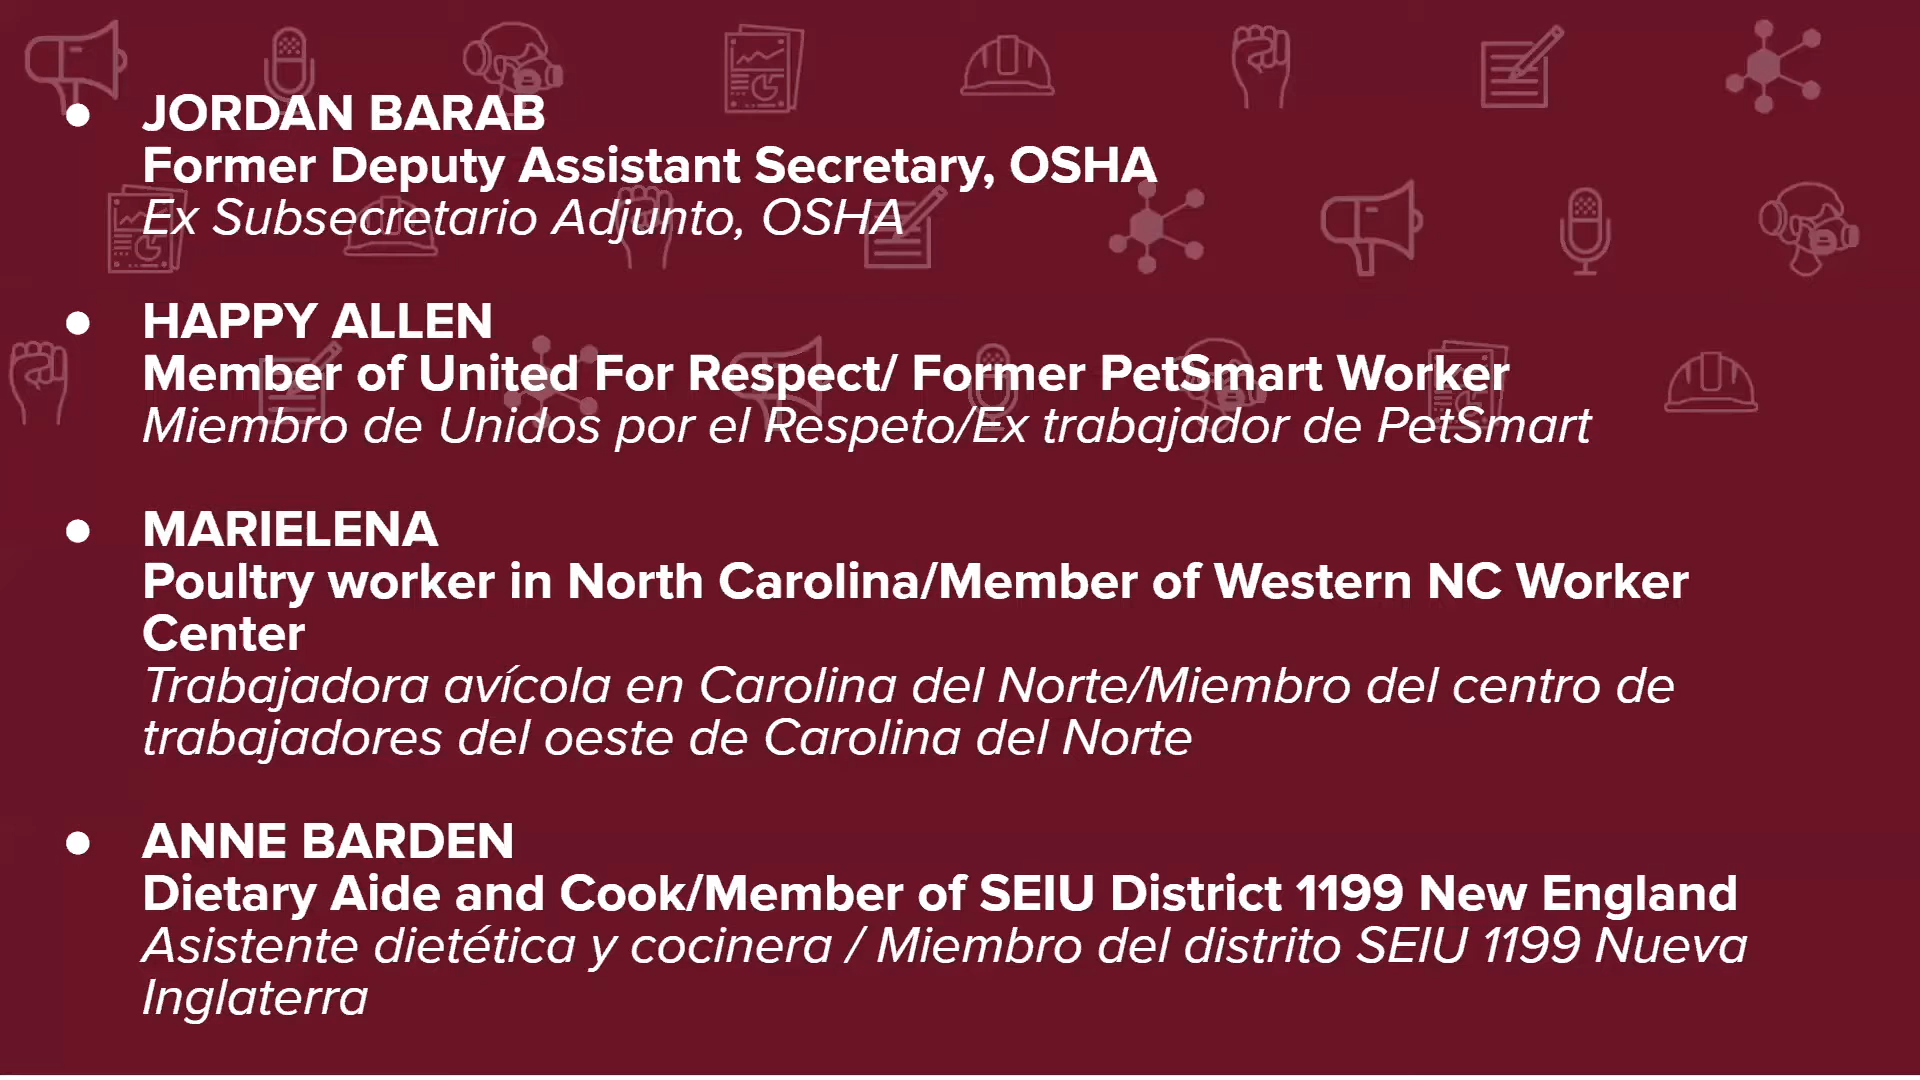 ● JORDAN BARAB
Former Deputy Assistant Secretary, OSHA
Ex Subsecretario Adjunto, OSHA
● HAPPY ALLEN
Member of United For Respect/ Former PetSmart Worker
Miembro de Unidos por el Respeto/Ex trabajador de PetSmart
● MARIELENA
Poultry worker in North Carolina/Member of Western NC Worker
Center
Trabajadora avícola en Carolina del Norte/Miembro del centro de
trabajadores del oeste de Carolina del Norte
● ANNE BARDEN
Dietary Aide and Cook/Member of SEIU District 1199 New England
Asistente dietética y cocinera / Miembro del distrito SEIU 1199 Nueva
Inglaterra